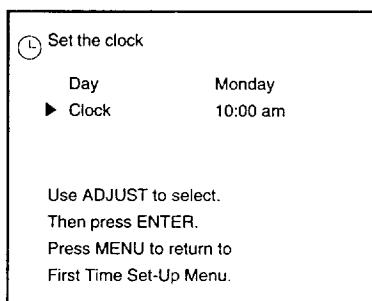 Set the clock
Day Monday
▶ Clock 10:00 am
Use ADJUST to select.
Then press ENTER.
Press MENU to return to
First Time Set-Up Menu.